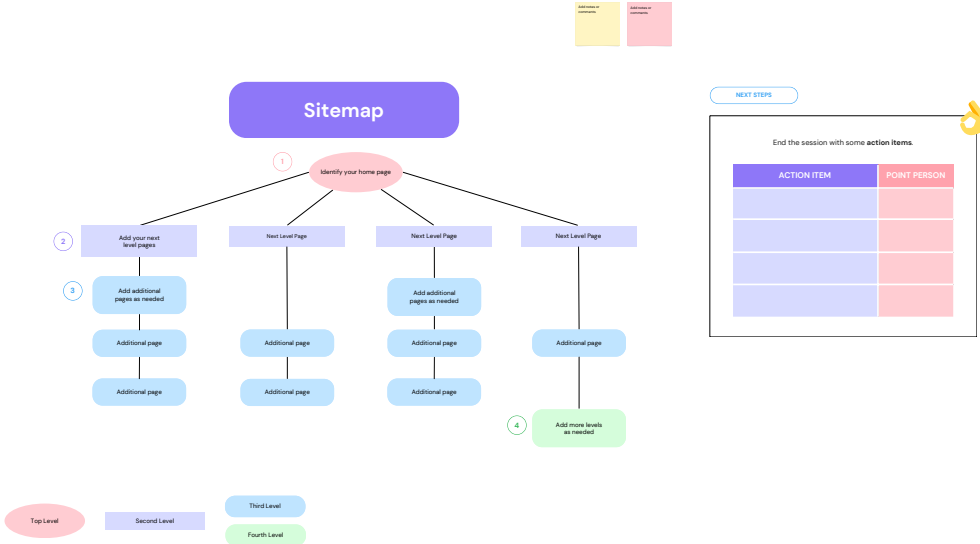 Add notes or
comments
Add notes or
comments
Sitemap
NEXT STEPS
End the session with some action items.
ACTION ITEM
POINT PERSON
1
Identify your home page
2
Add your next
level pages
Next Level Page
Next Level Page
Next Level Page
3
Add additional
pages as needed
Add additional
pages as needed
Additional page
Additional page
Additional page
Additional page
Additional page
Additional page
Additional page
4
Add more levels
as needed
Top Level
Second Level
Third Level
Fourth Level